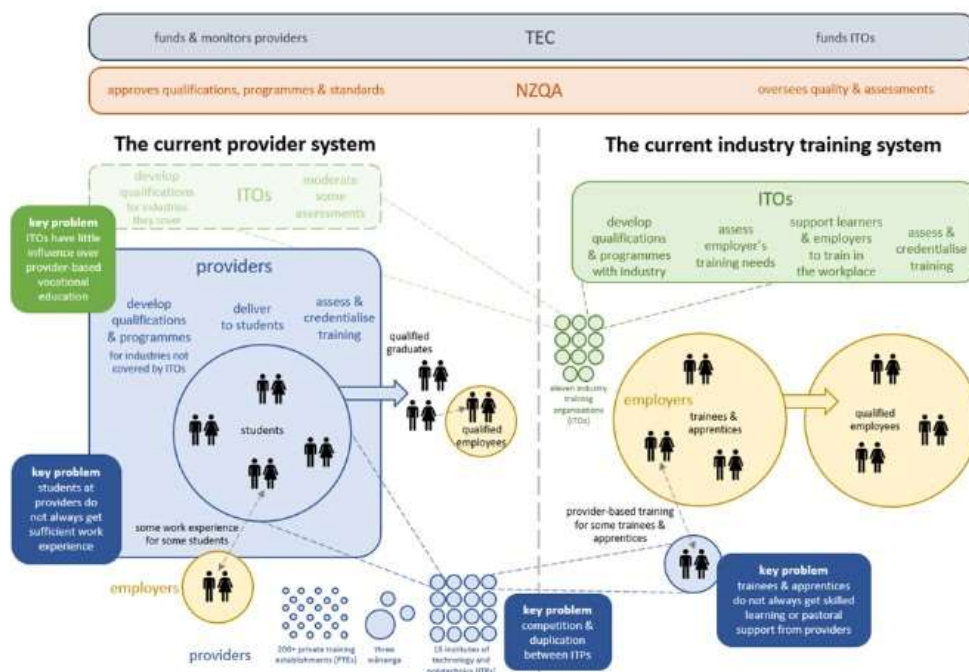 funds & monitors providers
TEC
funds ITOs
approves qualifications, programmes & standards
NZQA
oversees quality & assessments
The current provider system
The current industry training system
develop
qualifications
for industries
they cover
ITOs
moderate
some
assessments
ITOs
develop
qualifications
& programmes
with industry
assess
employer's
training needs
support learners
& employers
to train in
the workplace
assess &
credentialise
training
key problem
ITOs have little
influence over
provider-based
vocational
education
providers
develop
qualifications
& programmes
for industries not
covered by ITOs
deliver
to students
assess &
credentialise
training
students
qualified
graduates
qualified
employees
eleven industry
training
organisations
(ITOs)
employers
trainees &
apprentices
qualified
employees
key problem
students at
providers do
not always get
sufficient work
experience
some work experience
for some students
employers
provider-based training
for some trainees &
apprentices
key problem
trainees & apprentices
do not always get skilled
learning or pastoral
support from providers
key problem
competition &
duplication
between ITPs
providers
200+ private training
establishments (PTEs)
three
wānanga
institutes of
technology and
polytechnics (ITPs)